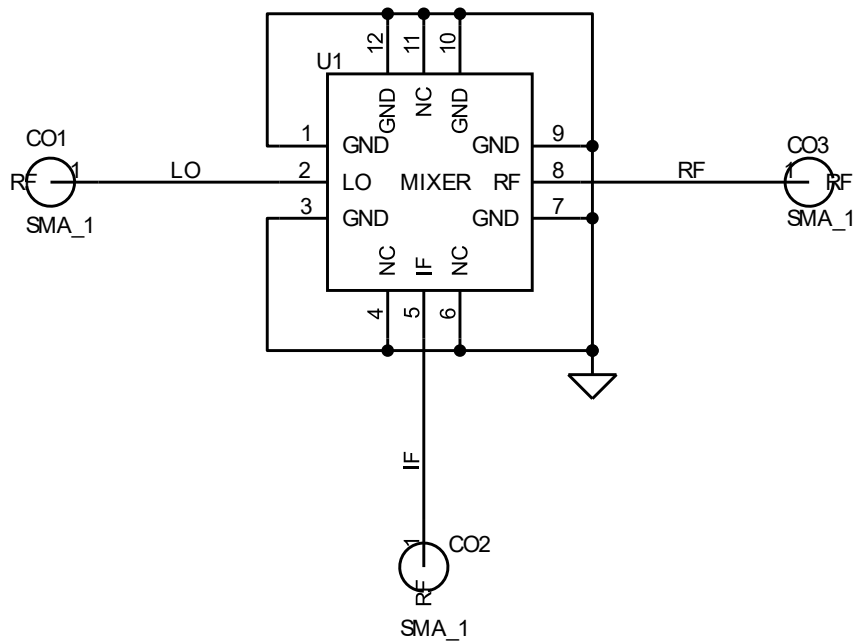 U1
12
11
10
GND
NC
GND
1
GND
GND
9
CO1
RF
1
LO
2
LO
MIXER
RF
8
RF
CO3
1
RF
SMA_1
3
GND
GND
7
SMA_1
NC
IF
NC
4
5
6
IF
1
CO2
RF
SMA_1